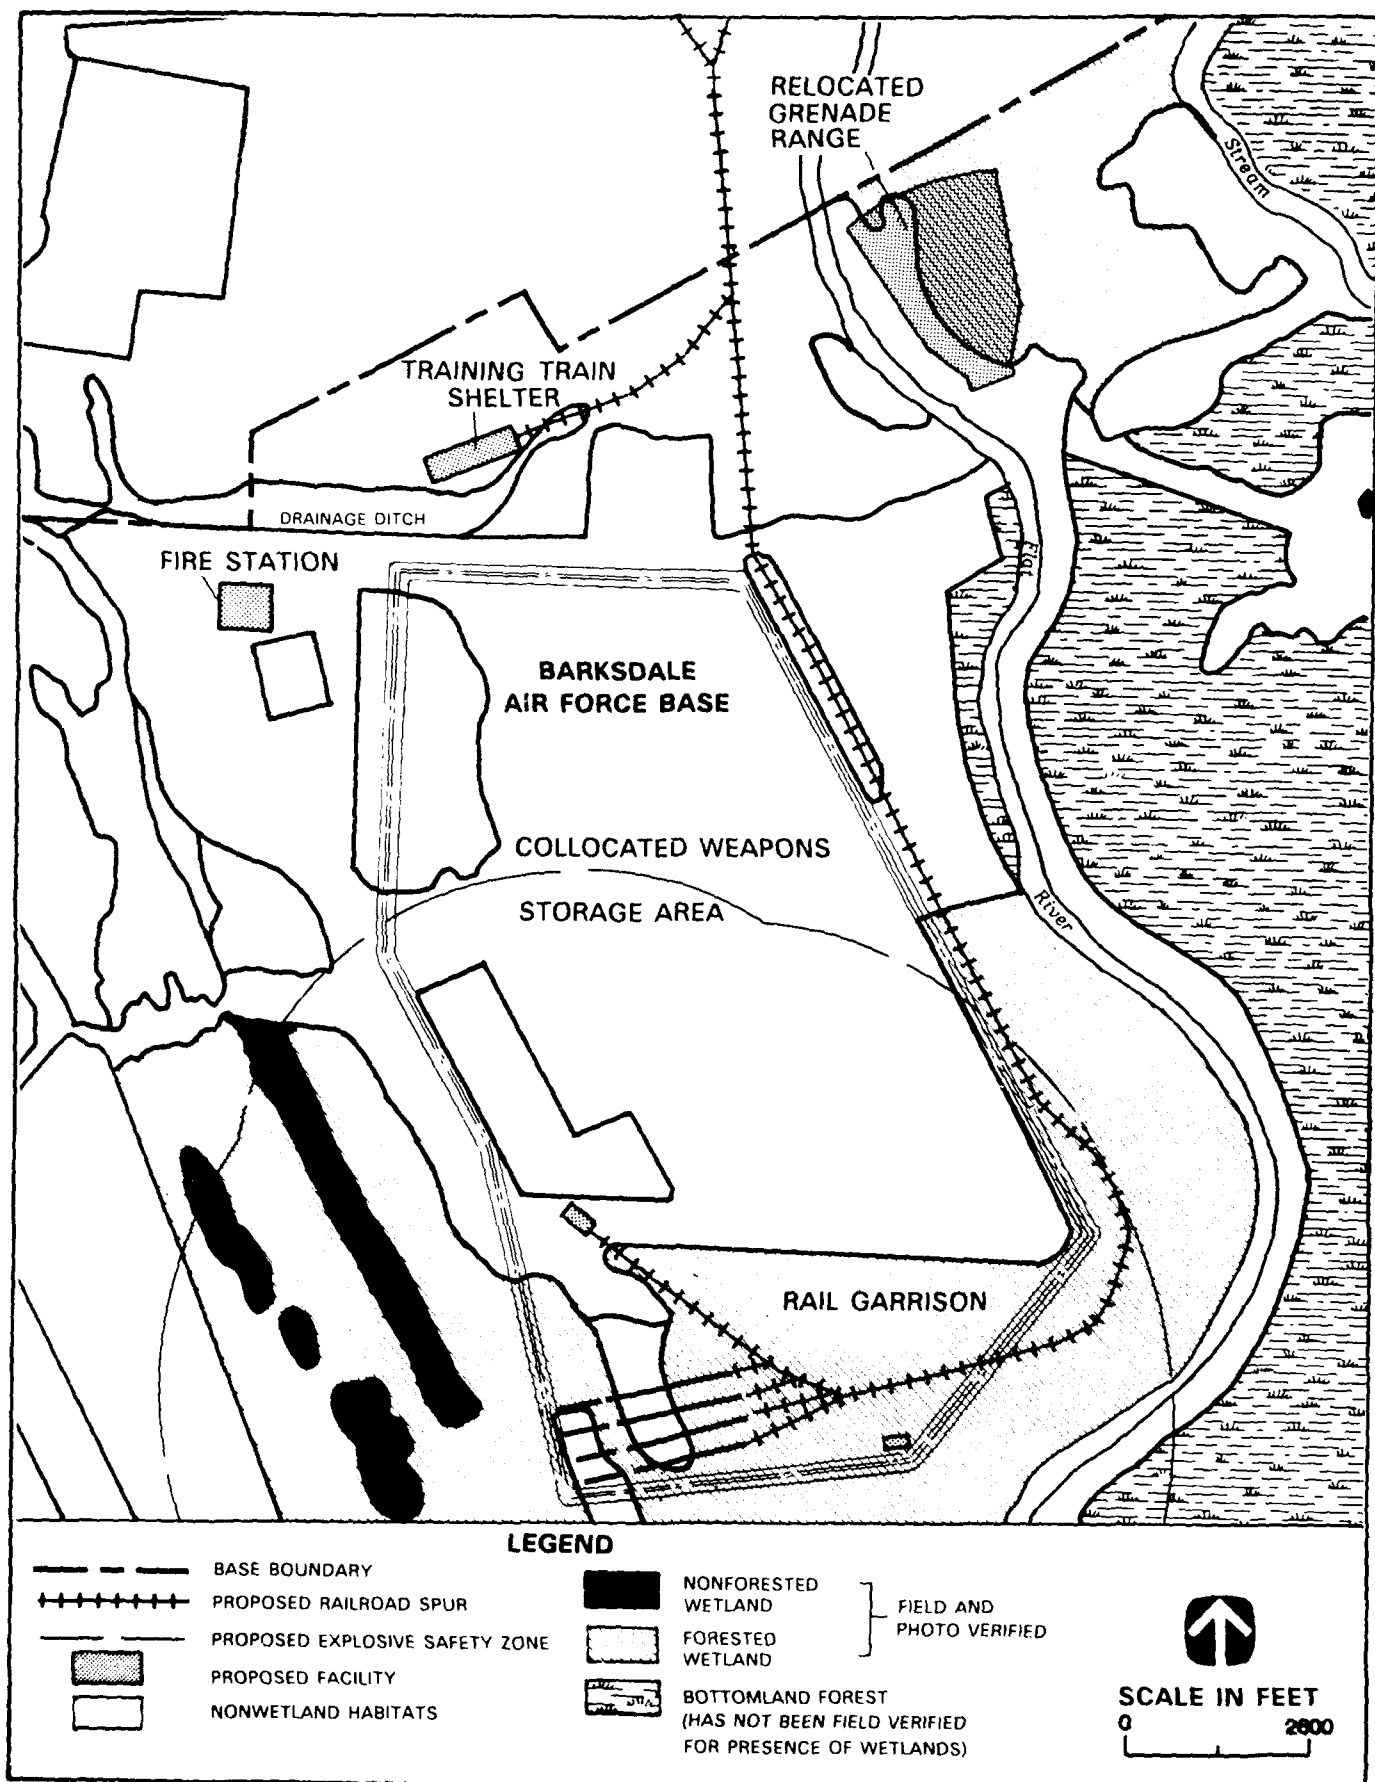 RELOCATED
GRENADE
RANGE
Stream
TRAINING TRAIN
SHELTER
DRAINAGE DITCH
FIRE STATION
Flat
BARKSDALE
AIR FORCE BASE
COLLOCATED WEAPONS
STORAGE AREA
River
RAIL GARRISON
LEGEND
BASE BOUNDARY
PROPOSED RAILROAD SPUR
PROPOSED EXPLOSIVE SAFETY ZONE
PROPOSED FACILITY
NONWETLAND HABITATS
NONFORESTED
WETLAND
FORESTED
WETLAND
FIELD AND
PHOTO VERIFIED
BOTTOMLAND FOREST
(HAS NOT BEEN FIELD VERIFIED
FOR PRESENCE OF WETLANDS)
SCALE IN FEET
0 2600